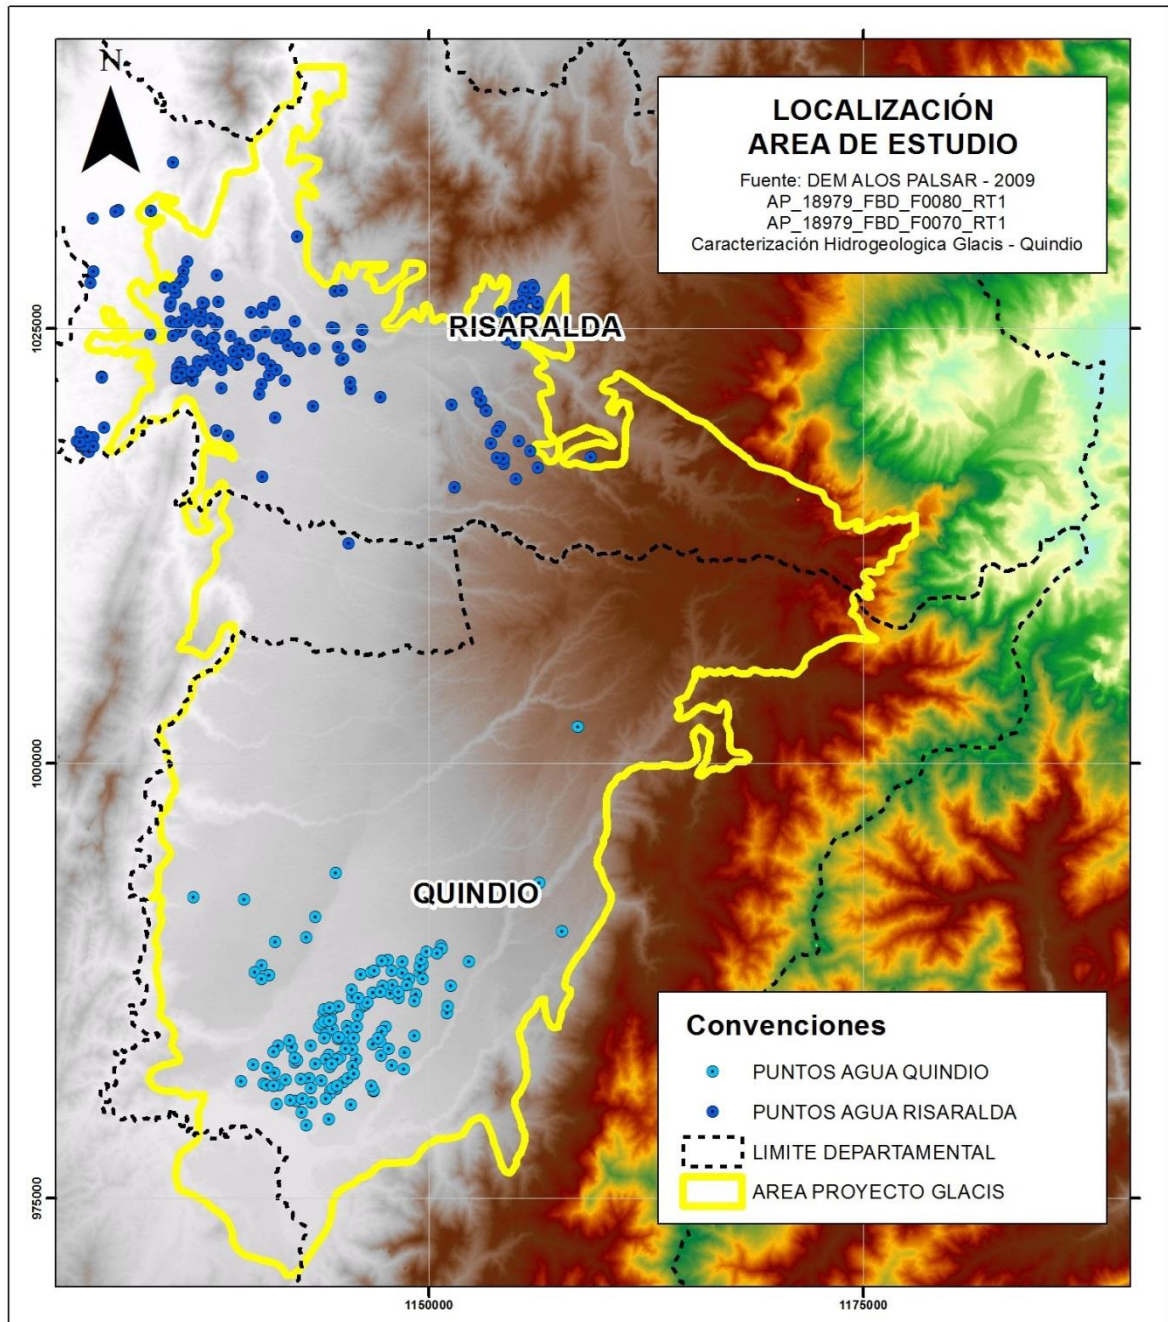 N
LOCALIZACIÓN
AREA DE ESTUDIO
Fuente: DEM ALOS PALSAR - 2009
AP_18979_FBD_F0080_RT1
AP_18979_FBD_F0070_RT1
Caracterización Hidrogeologica Glacis - Quindio
RISARALDA
QUINDIO
1025000
1000000
975000
Convenciones
PUNTOS AGUA QUINDIO
PUNTOS AGUA RISARALDA
LIMITE DEPARTAMENTAL
AREA PROYECTO GLACIS
1150000
1175000